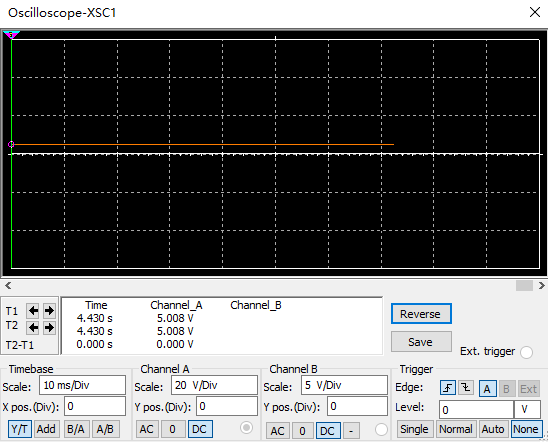 Oscilloscope-XSC1
T1
T2
T2-T1
Time Channel_A Channel_B
4.430 s 5.008 V
4.430 s 5.008 V
0.000 s 0.000 V
Reverse
Save
Ext. trigger
Timebase
Scale: 10 ms/Div
X pos.(Div): 0
Y/T Add B/A A/B
Channel A
Scale: 20 V/Div
Y pos.(Div): 0
AC 0 DC
Channel B
Scale: 5 V/Div
Y pos.(Div): 0
AC 0 DC -
Trigger
Edge: A B Ext
Level: 0 V
Single Normal Auto None